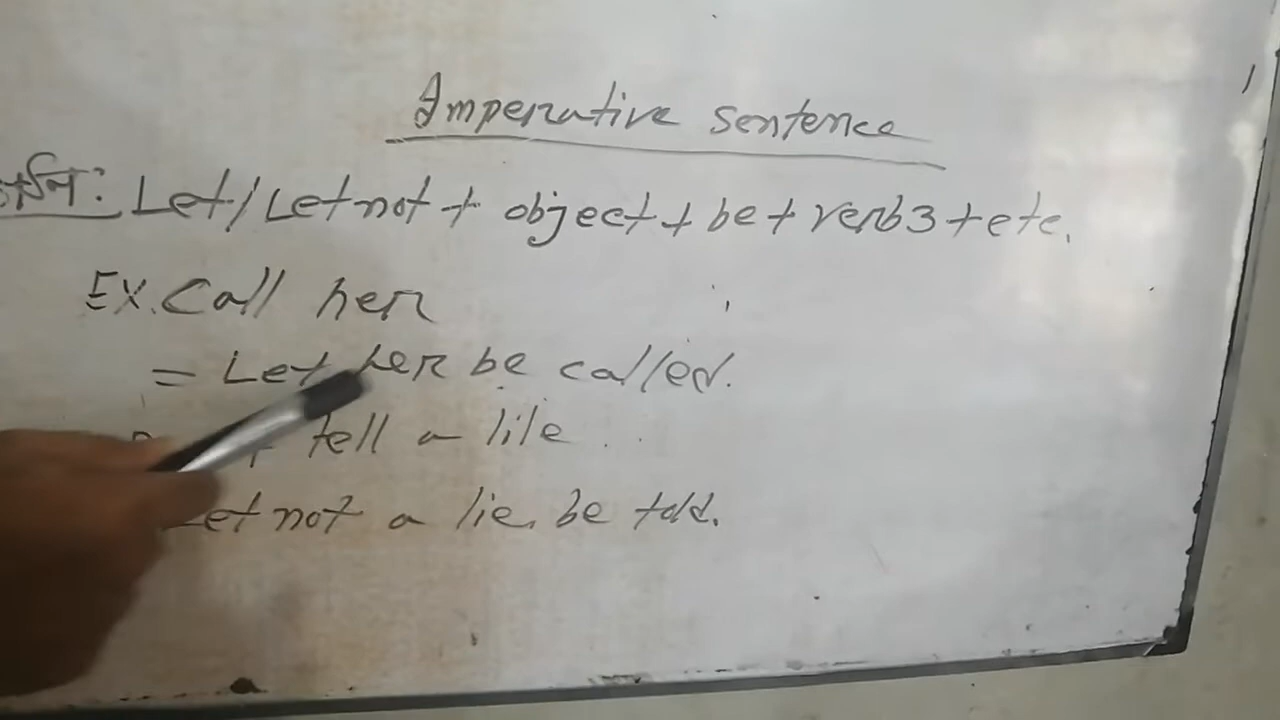 Imperative sentence
Let/Let not + object + be + verb3 + etc.
EX. Call her
= Let her be called.
tell a lile
Let not a lie be told.